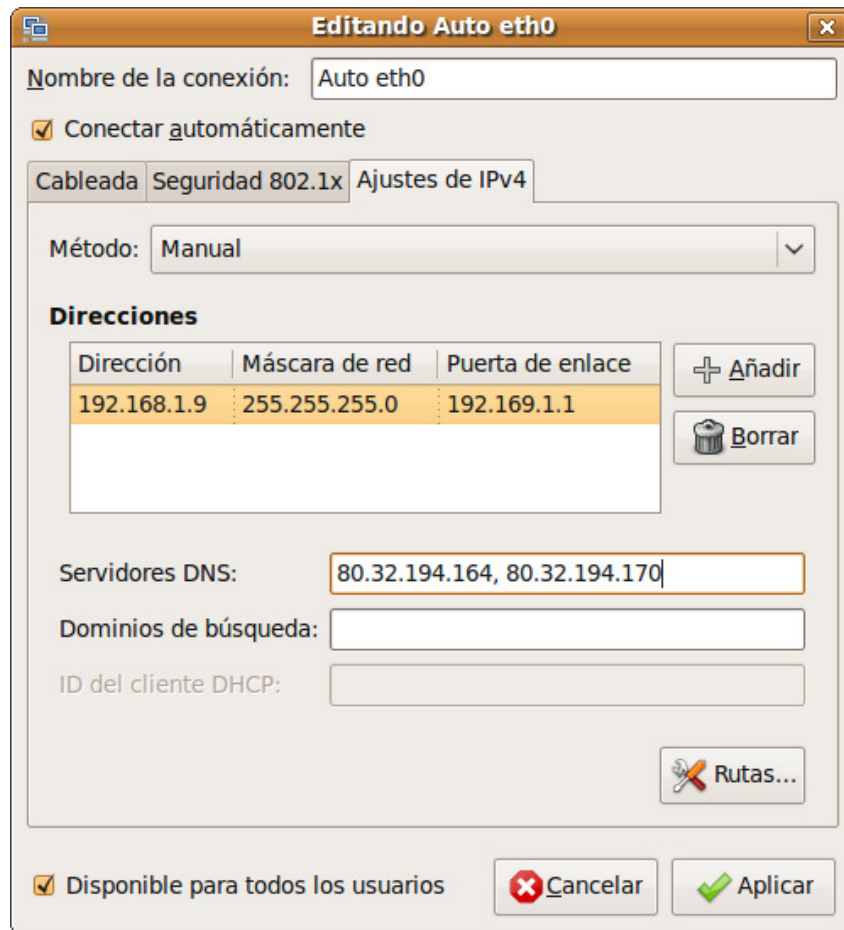 Editando Auto eth0
Nombre de la conexión: Auto eth0
Conectar automáticamente
Cableada Seguridad 802.1x Ajustes de IPv4
Método: Manual
Direcciones
Dirección Máscara de red Puerta de enlace Añadir
192.168.1.9 255.255.255.0 192.169.1.1
Borrar
Servidores DNS: 80.32.194.164, 80.32.194.170
Dominios de búsqueda:
ID del cliente DHCP:
Rutas...
Disponible para todos los usuarios Cancelar Aplicar